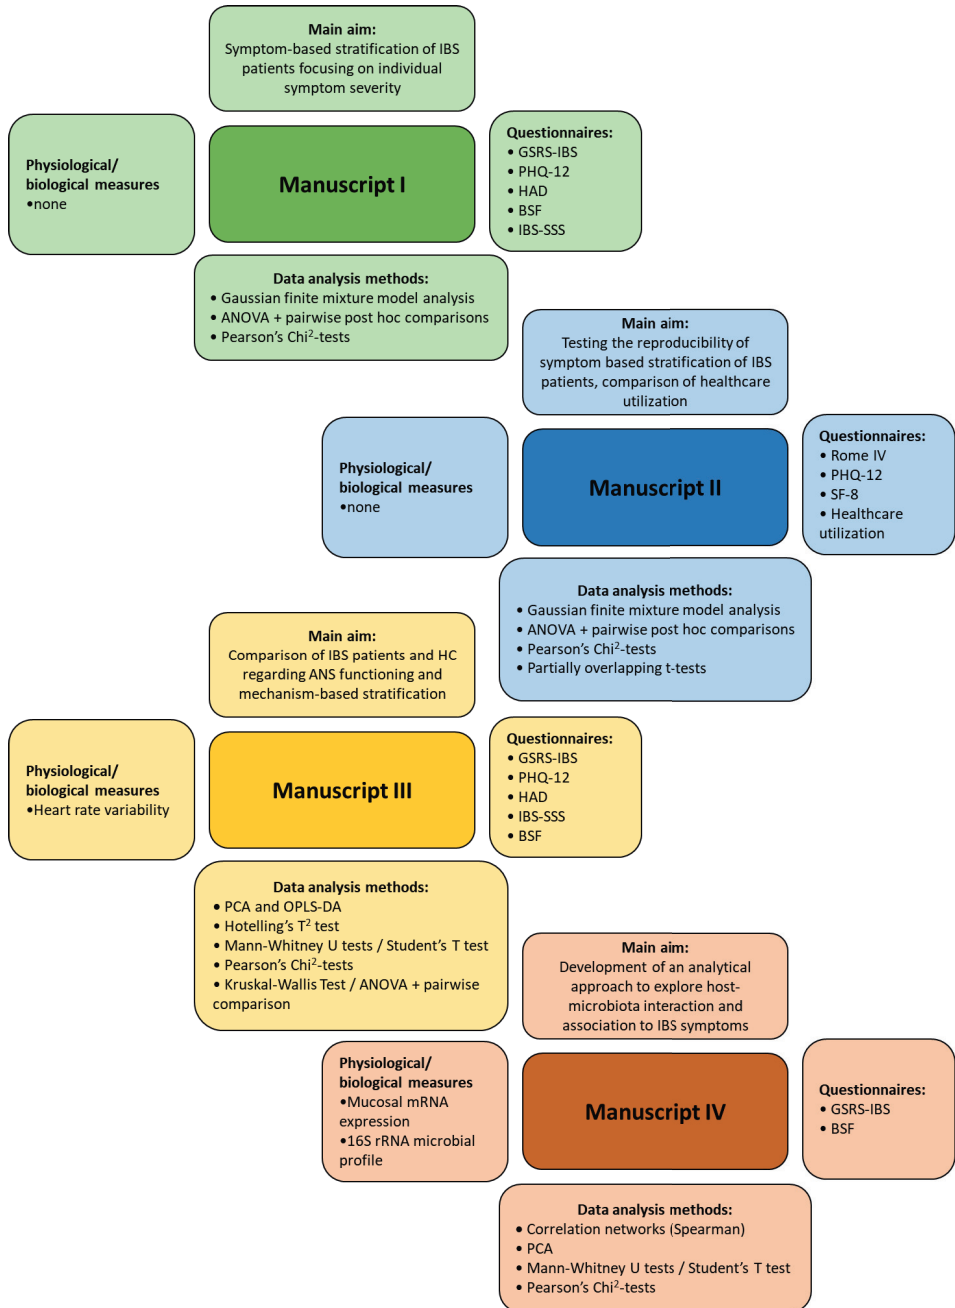 Main aim:
Symptom-based stratification of IBS
patients focusing on individual
symptom severity
Physiological/
biological measures
•none
Manuscript I
Questionnaires:
• GSRS-IBS
• PHQ-12
• HAD
• BSF
• IBS-SSS
Data analysis methods:
• Gaussian finite mixture model analysis
• ANOVA + pairwise post hoc comparisons
• Pearson's Chi²-tests
Main aim:
Testing the reproducibility of
symptom based stratification of IBS
patients, comparison of healthcare
utilization
Physiological/
biological measures
•none
Manuscript II
Questionnaires:
• Rome IV
• PHQ-12
• SF-8
• Healthcare
utilization
Data analysis methods:
• Gaussian finite mixture model analysis
• ANOVA + pairwise post hoc comparisons
• Pearson's Chi²-tests
• Partially overlapping t-tests
Main aim:
Comparison of IBS patients and HC
regarding ANS functioning and
mechanism-based stratification
Physiological/
biological measures
•Heart rate variability
Manuscript III
Questionnaires:
• GSRS-IBS
• PHQ-12
• HAD
• IBS-SSS
• BSF
Data analysis methods:
• PCA and OPLS-DA
• Hotelling's T² test
• Mann-Whitney U tests / Student's T test
• Pearson's Chi²-tests
• Kruskal-Wallis Test / ANOVA + pairwise
comparison
Main aim:
Development of an analytical
approach to explore host-
microbiota interaction and
association to IBS symptoms
Physiological/
biological measures
•Mucosal mRNA
expression
•16S rRNA microbial
profile
Manuscript IV
Questionnaires:
• GSRS-IBS
• BSF
Data analysis methods:
• Correlation networks (Spearman)
• PCA
• Mann-Whitney U tests / Student's T test
• Pearson's Chi²-tests